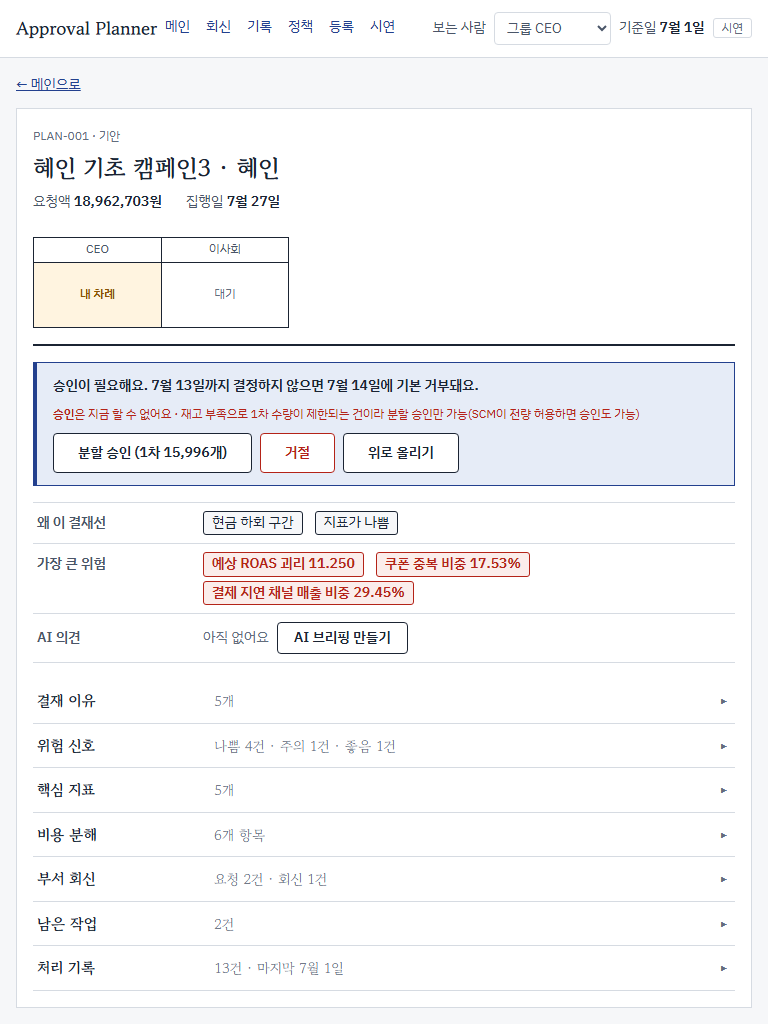 Approval Planner 메인 회신 기록 정책 등록 시연 보는 사람 그룹 CEO 기준일 7월 1일 시연
← 메인으로
PLAN-001 · 기안
혜인 기초 캠페인3 · 혜인
요청액 18,962,703원 집행일 7월 27일
CEO 이사회
내 차례 대기
승인이 필요해요. 7월 13일까지 결정하지 않으면 7월 14일에 기본 거부돼요.
승인은 지금 할 수 없어요 · 재고 부족으로 1차 수량이 제한되는 건이라 분할 승인만 가능(SCM이 전량 허용하면 승인도 가능)
분할 승인 (1차 15,996개) 거절 위로 올리기
왜 이 결재선 현금 하회 구간 지표가 나쁨
가장 큰 위험 예상 ROAS 괴리 11.250 쿠폰 중복 비중 17.53%
결제 지연 채널 매출 비중 29.45%
AI 의견 아직 없어요 AI 브리핑 만들기
결재 이유 5개 ▸
위험 신호 나쁨 4건 · 주의 1건 · 좋음 1건 ▸
핵심 지표 5개 ▸
비용 분해 6개 항목 ▸
부서 회신 요청 2건 · 회신 1건 ▸
남은 작업 2건 ▸
처리 기록 13건 · 마지막 7월 1일 ▸